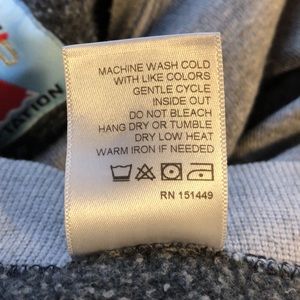 MACHINE WASH COLD
WITH LIKE COLORS
GENTLE CYCLE
INSIDE OUT
DO NOT BLEACH
HANG DRY OR TUMBLE
DRY LOW HEAT
WARM IRON IF NEEDED
RN 151449